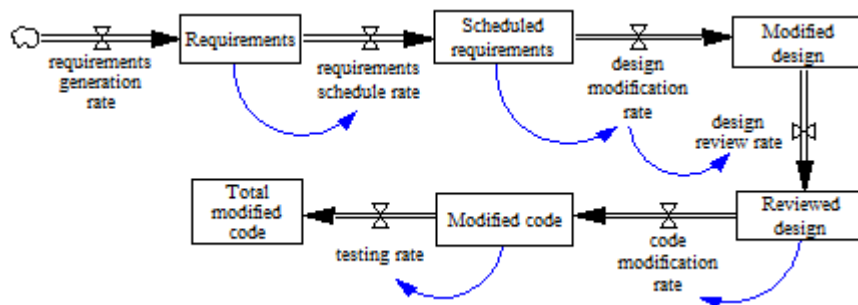 Requirements
requirements
generation
rate
requirements
schedule rate
Scheduled
requirements
design
modification
rate
Modified
design
design
review rate
Total
modified
code
testing rate
Modified code
code
modification
rate
Reviewed
design